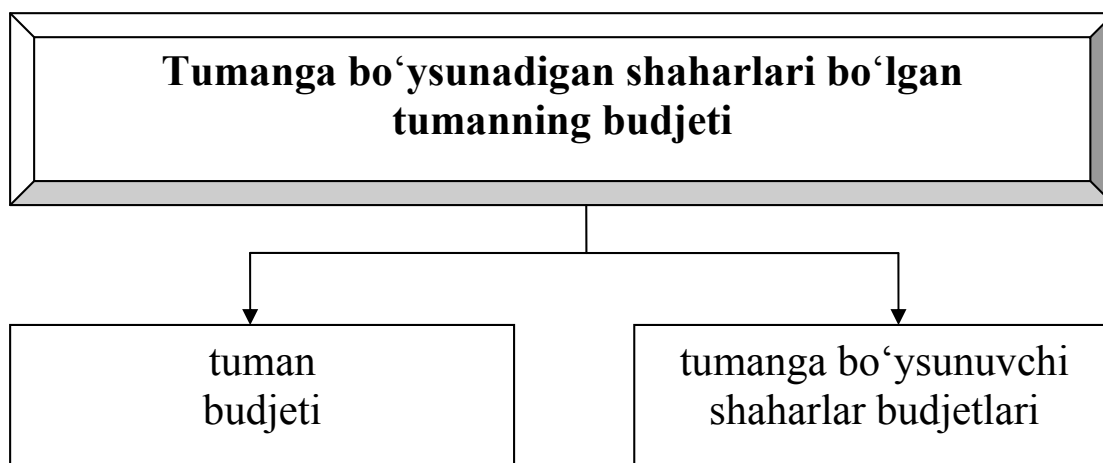 Tumanga bo‘ysunadigan shaharlari bo‘lgan
tumanning budjeti
tuman
budjeti
tumanga bo‘ysunuvchi
shaharlar budjetlari